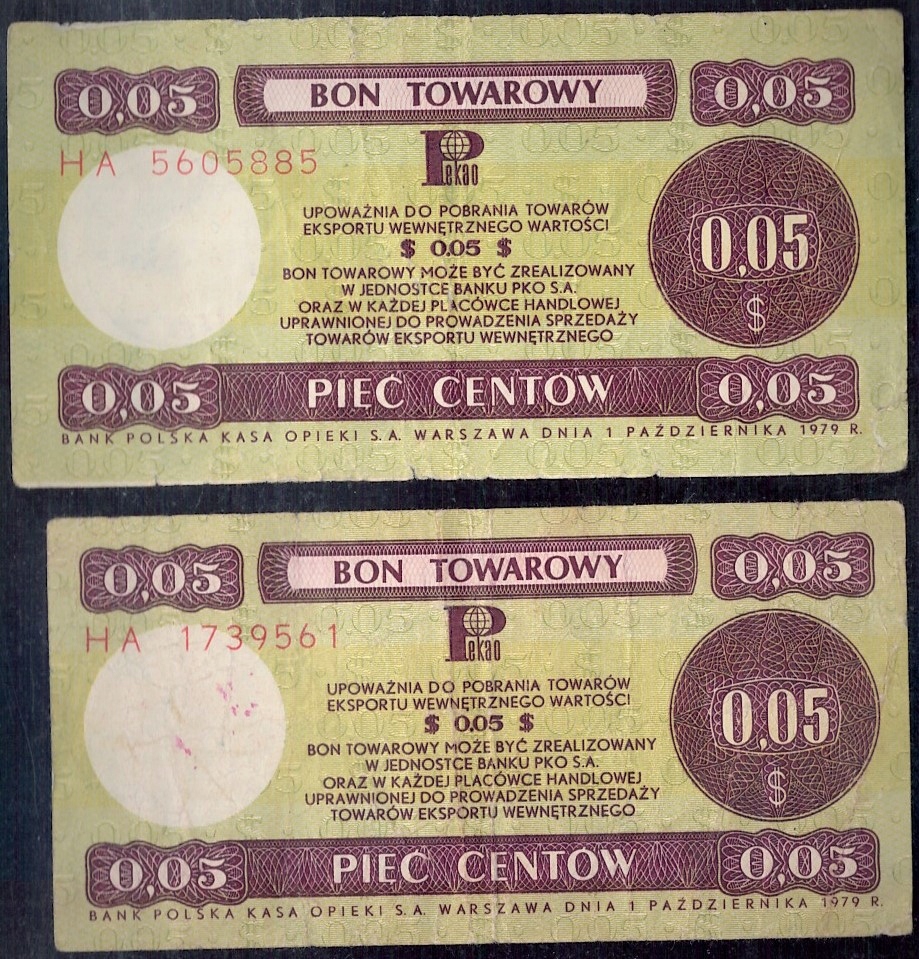 0,05 BON TOWAROWY 0,05
HA 5605885
Pekao
UPOWAŻNIA DO POBRANIA TOWARÓW
EKSPORTU WEWNĘTRZNEGO WARTOŚCI
$ 0.05 $
BON TOWAROWY MOŻE BYĆ ZREALIZOWANY
W JEDNOSTCE BANKU PKO S.A.
ORAZ W KAŻDEJ PLACÓWCE HANDLOWEJ
UPRAWNIONEJ DO PROWADZENIA SPRZEDAŻY
TOWARÓW EKSPORTU WEWNĘTRZNEGO
0,05
$
0,05 PIĘĆ CENTÓW 0,05
BANK POLSKA KASA OPIEKI S.A. WARSZAWA DNIA 1 PAŹDZIERNIKA 1979 R.
0,05 BON TOWAROWY 0,05
HA 1739561
Pekao
UPOWAŻNIA DO POBRANIA TOWARÓW
EKSPORTU WEWNĘTRZNEGO WARTOŚCI
$ 0.05 $
BON TOWAROWY MOŻE BYĆ ZREALIZOWANY
W JEDNOSTCE BANKU PKO S.A.
ORAZ W KAŻDEJ PLACÓWCE HANDLOWEJ
UPRAWNIONEJ DO PROWADZENIA SPRZEDAŻY
TOWARÓW EKSPORTU WEWNĘTRZNEGO
0,05
$
0,05 PIĘĆ CENTÓW 0,05
BANK POLSKA KASA OPIEKI S.A. WARSZAWA DNIA 1 PAŹDZIERNIKA 1979 R.